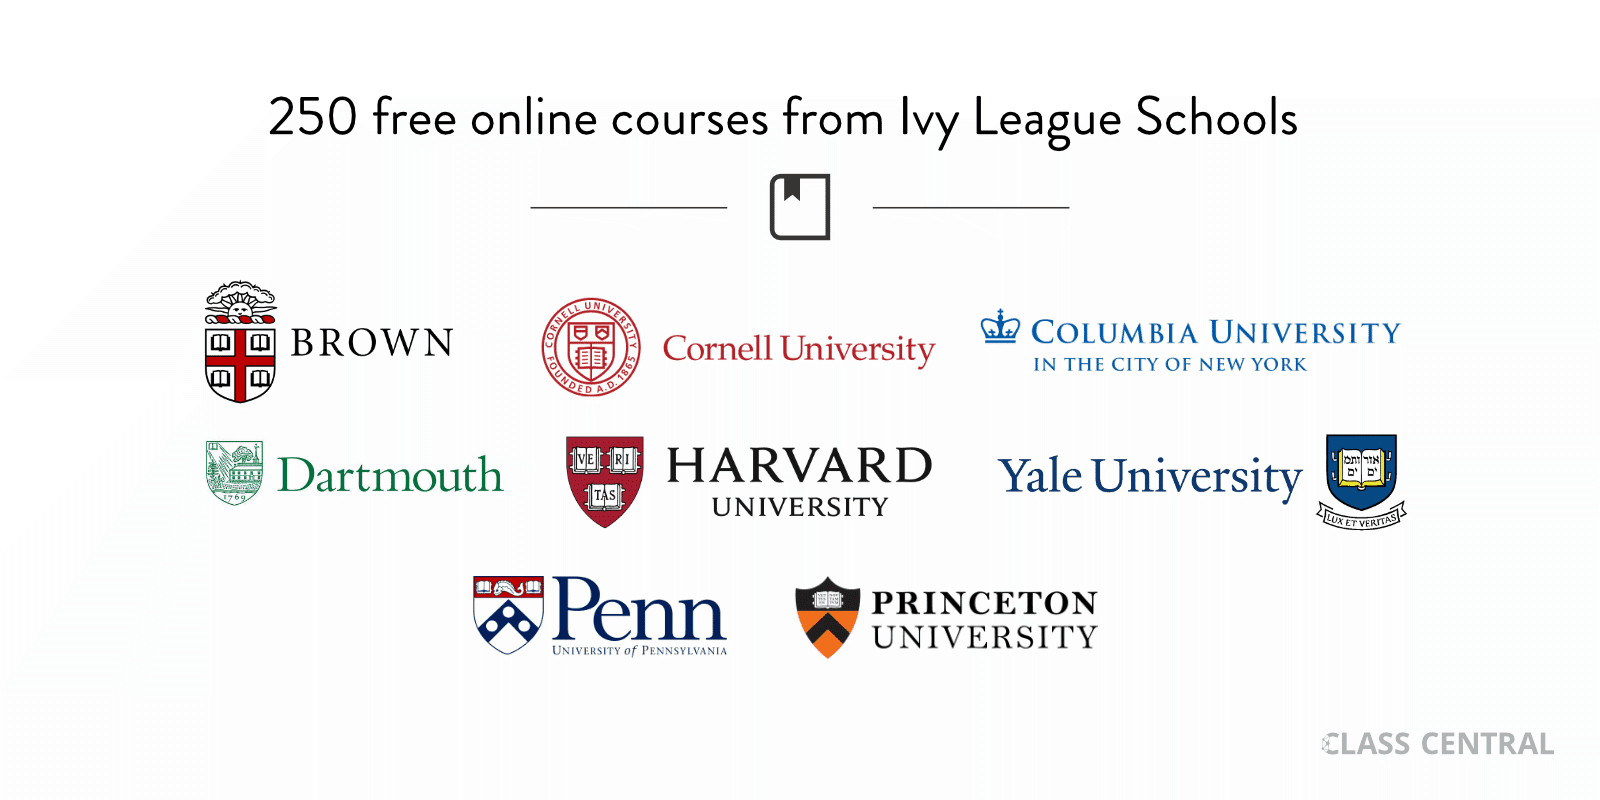 250 free online courses from Ivy League Schools
BROWN
CORNELL UNIVERSITY
FOUNDED A.D. 1865
Cornell University
COLUMBIA UNIVERSITY
IN THE CITY OF NEW YORK
1769
Dartmouth
VE RI
TAS
HARVARD
UNIVERSITY
Yale University
אורים
ותמים
LUX ET VERITAS
Penn
UNIVERSITY of PENNSYLVANIA
PRINCETON
UNIVERSITY
CLASS CENTRAL